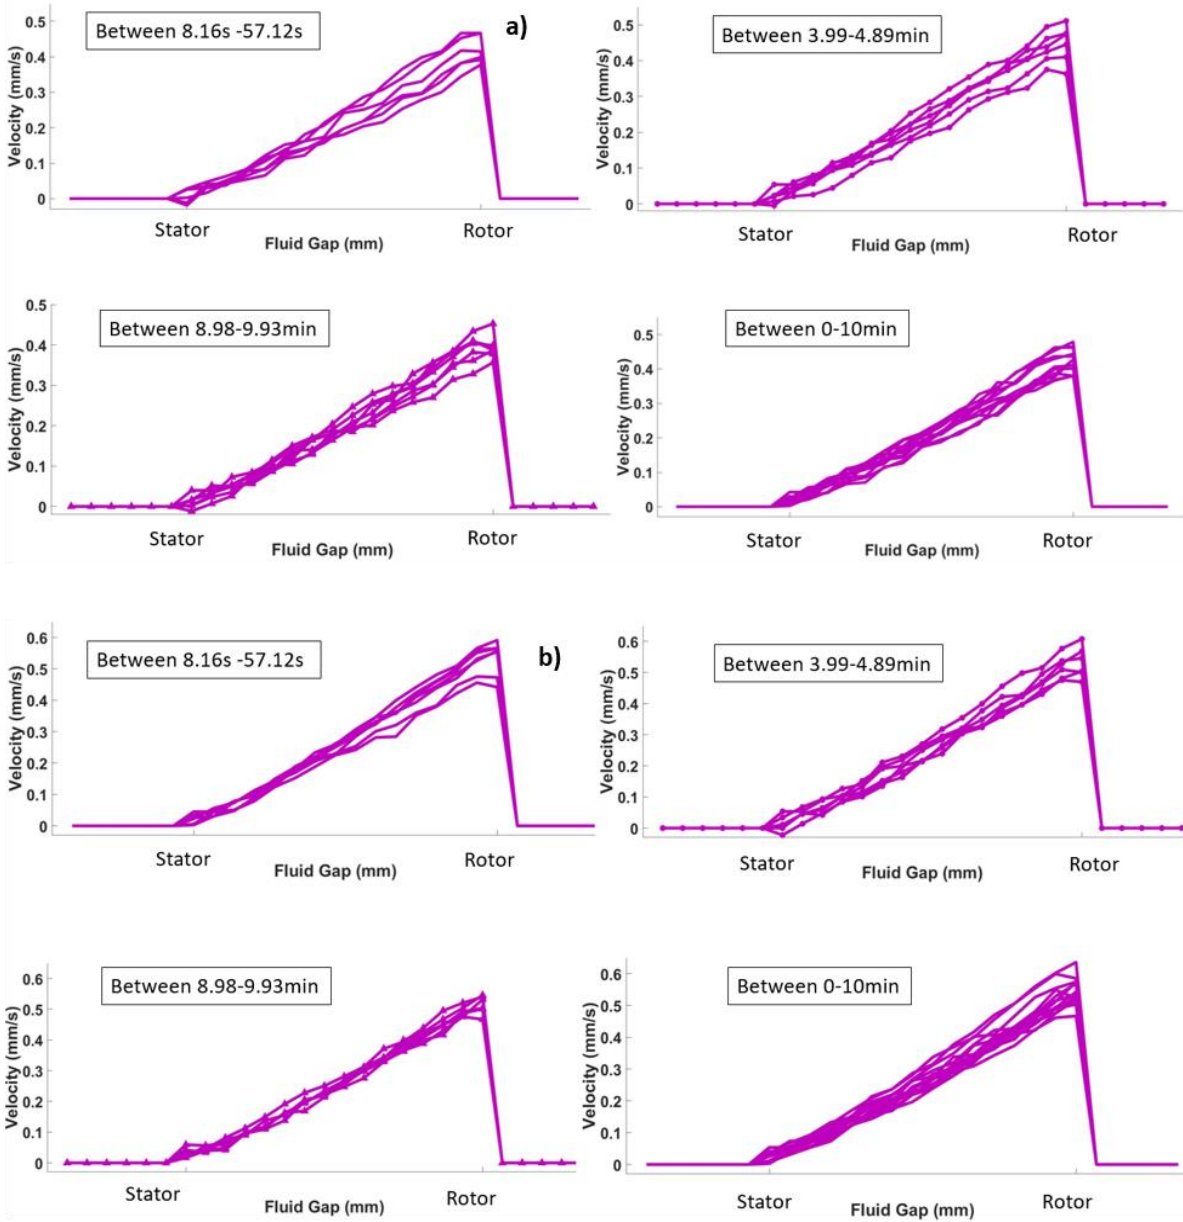 Between 8.16s -57.12s
a)
Velocity (mm/s)
0.5
0.4
0.3
0.2
0.1
0
Stator
Rotor
Fluid Gap (mm)
Between 3.99-4.89min
Velocity (mm/s)
0.5
0.4
0.3
0.2
0.1
0
Stator
Rotor
Fluid Gap (mm)
Between 8.98-9.93min
Velocity (mm/s)
0.5
0.4
0.3
0.2
0.1
0
Stator
Rotor
Fluid Gap (mm)
Between 0-10min
Velocity (mm/s)
0.5
0.4
0.3
0.2
0.1
0
Stator
Rotor
Fluid Gap (mm)
Between 8.16s -57.12s
b)
Velocity (mm/s)
0.6
0.5
0.4
0.3
0.2
0.1
0
Stator
Rotor
Fluid Gap (mm)
Between 3.99-4.89min
Velocity (mm/s)
0.6
0.5
0.4
0.3
0.2
0.1
0
Stator
Rotor
Fluid Gap (mm)
Between 8.98-9.93min
Velocity (mm/s)
0.6
0.5
0.4
0.3
0.2
0.1
0
Stator
Rotor
Fluid Gap (mm)
Between 0-10min
Velocity (mm/s)
0.6
0.5
0.4
0.3
0.2
0.1
0
Stator
Rotor
Fluid Gap (mm)